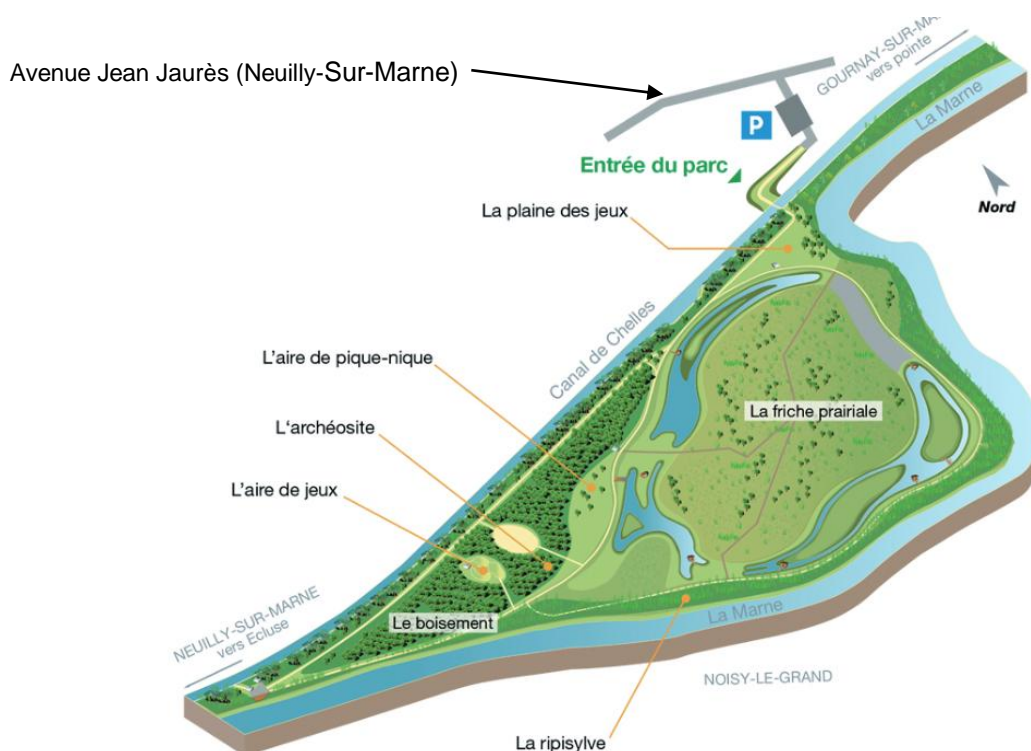 Avenue Jean Jaurès (Neuilly-Sur-Marne)
GOURNAY-SUR-MA
vers pointe
La Marne
P
Entrée du parc
Nord
La plaine des jeux
Canal de Chelles
L'aire de pique-nique
La friche prairiale
L'archéosite
L'aire de jeux
NEUILLY-SUR-MARNE
vers Ecluse
Le boisement
La Marne
NOISY-LE-GRAND
La ripisylve